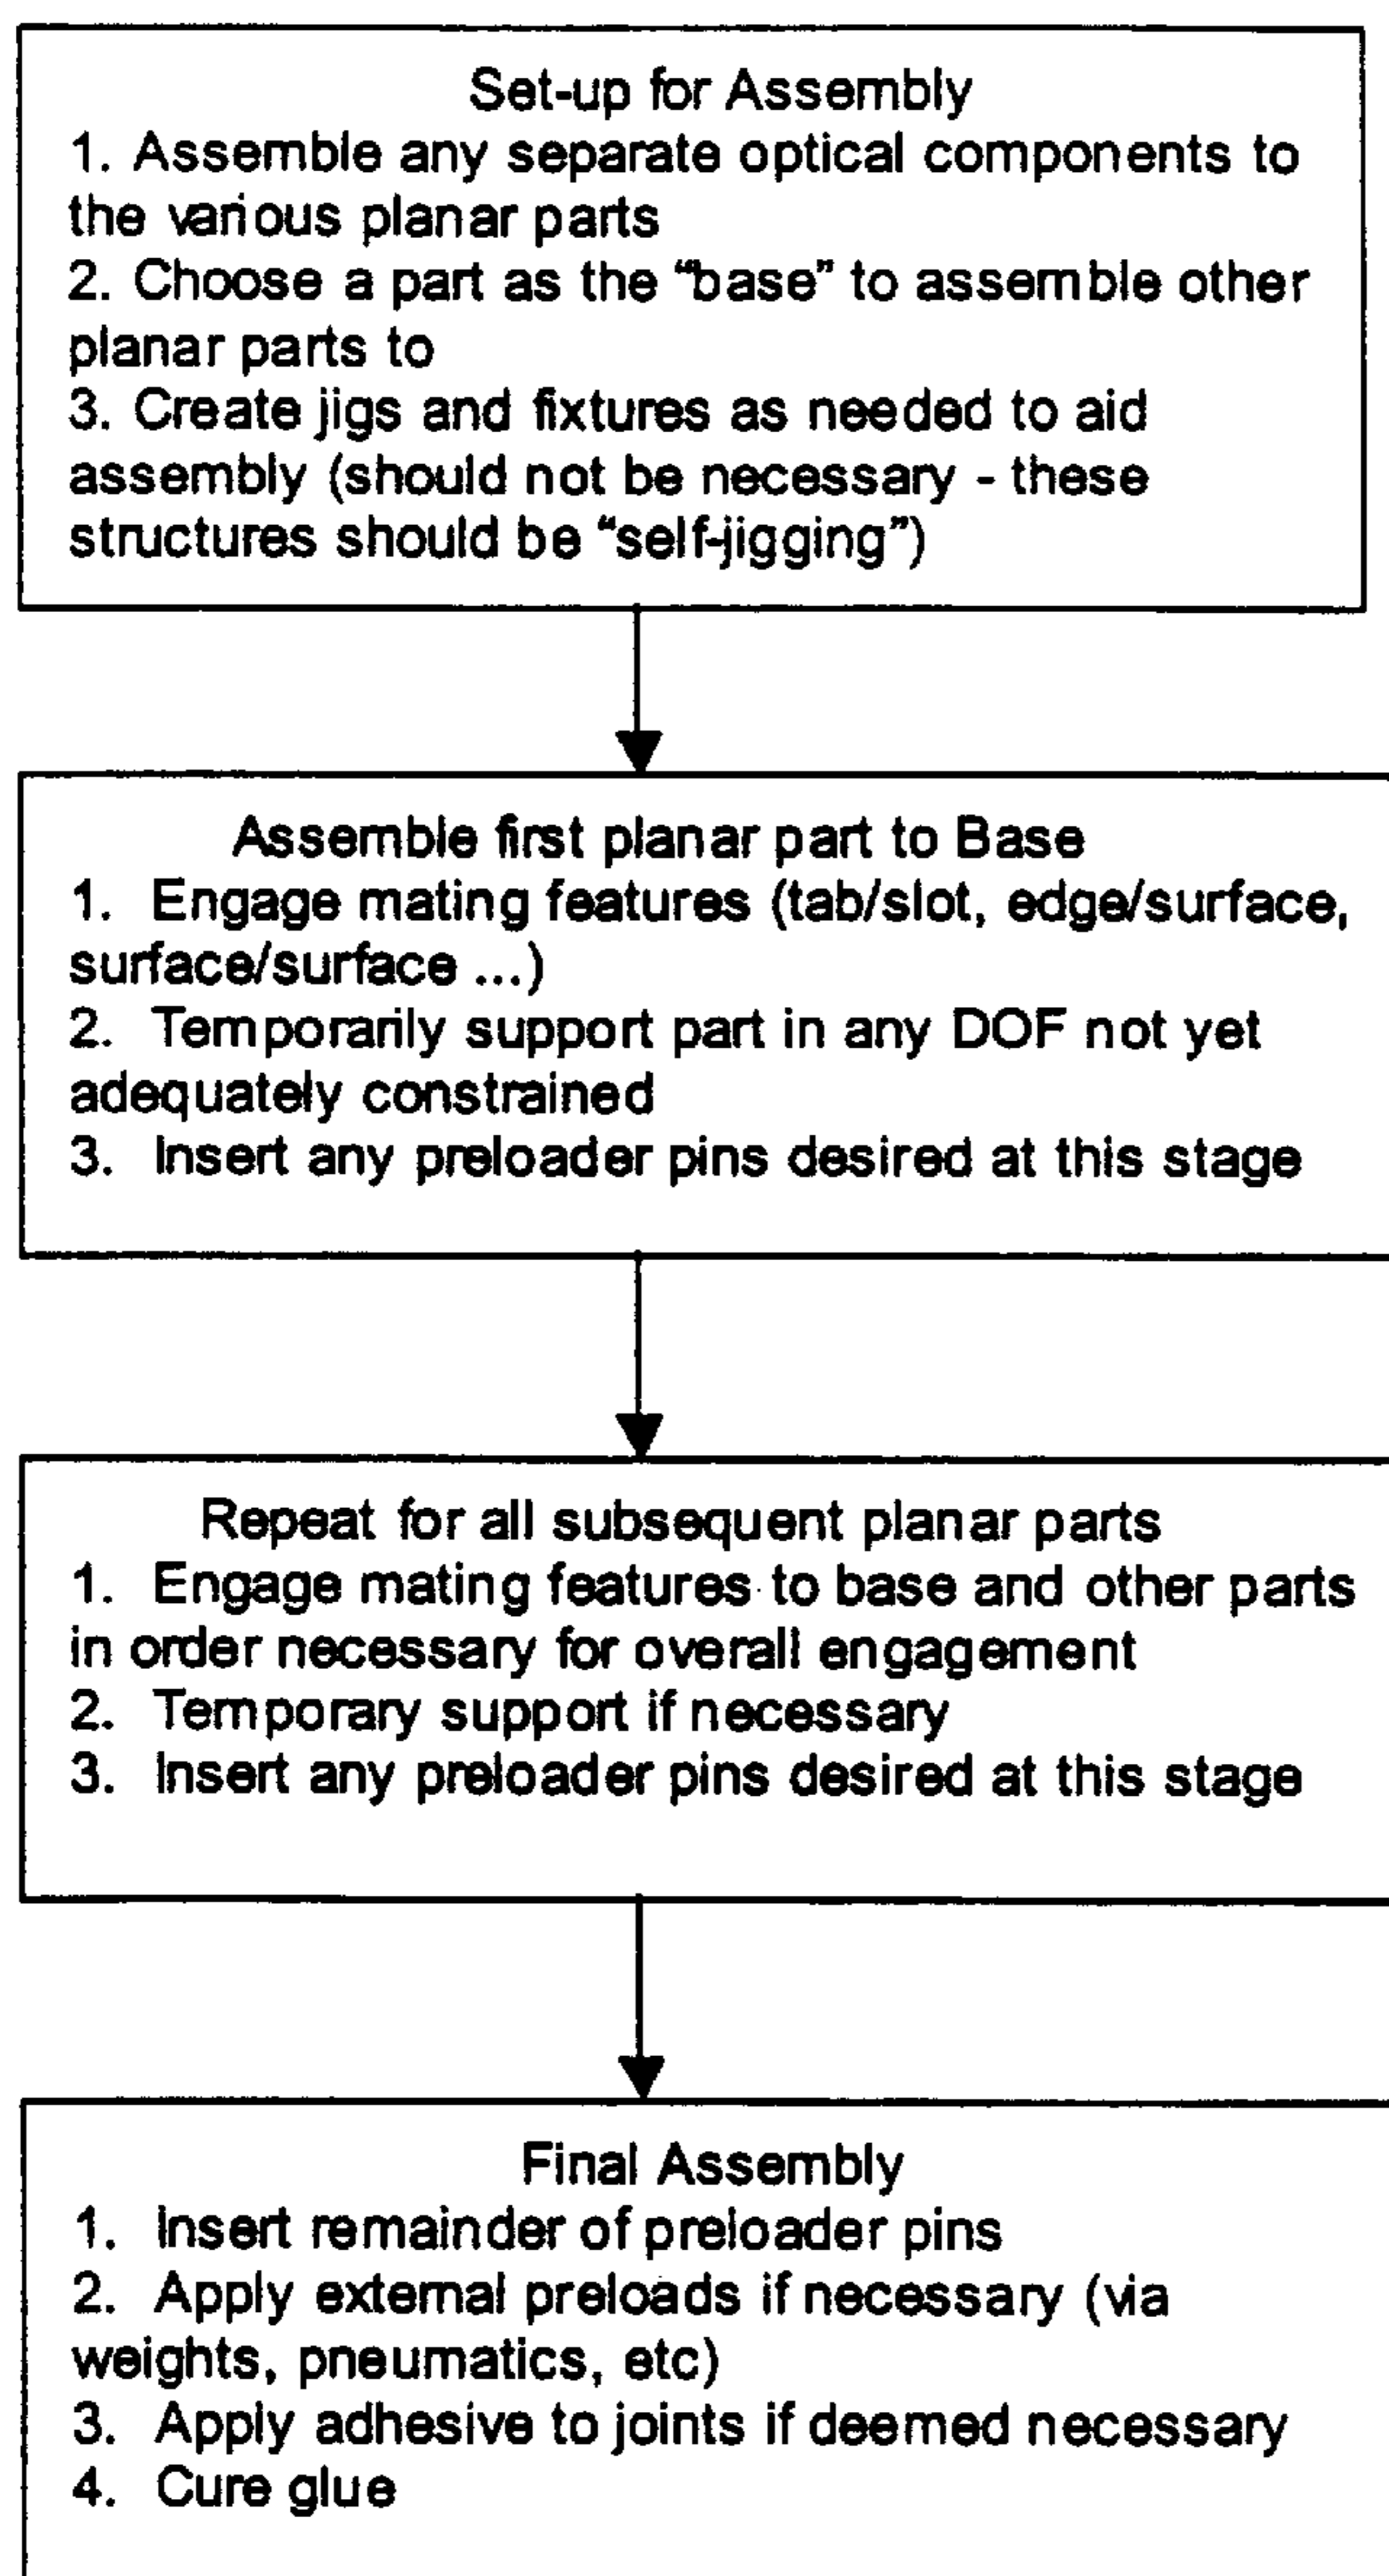 Set-up for Assembly
1. Assemble any separate optical components to
the various planar parts
2. Choose a part as the “base” to assemble other
planar parts to
3. Create jigs and fixtures as needed to aid
assembly (should not be necessary - these
structures should be “self-jigging”)
Assemble first planar part to Base
1. Engage mating features (tab/slot, edge/surface,
surface/surface ...)
2. Temporarily support part in any DOF not yet
adequately constrained
3. Insert any preloader pins desired at this stage
Repeat for all subsequent planar parts
1. Engage mating features to base and other parts
in order necessary for overall engagement
2. Temporary support if necessary
3. Insert any preloader pins desired at this stage
Final Assembly
1. Insert remainder of preloader pins
2. Apply external preloads if necessary (via
weights, pneumatics, etc)
3. Apply adhesive to joints if deemed necessary
4. Cure glue